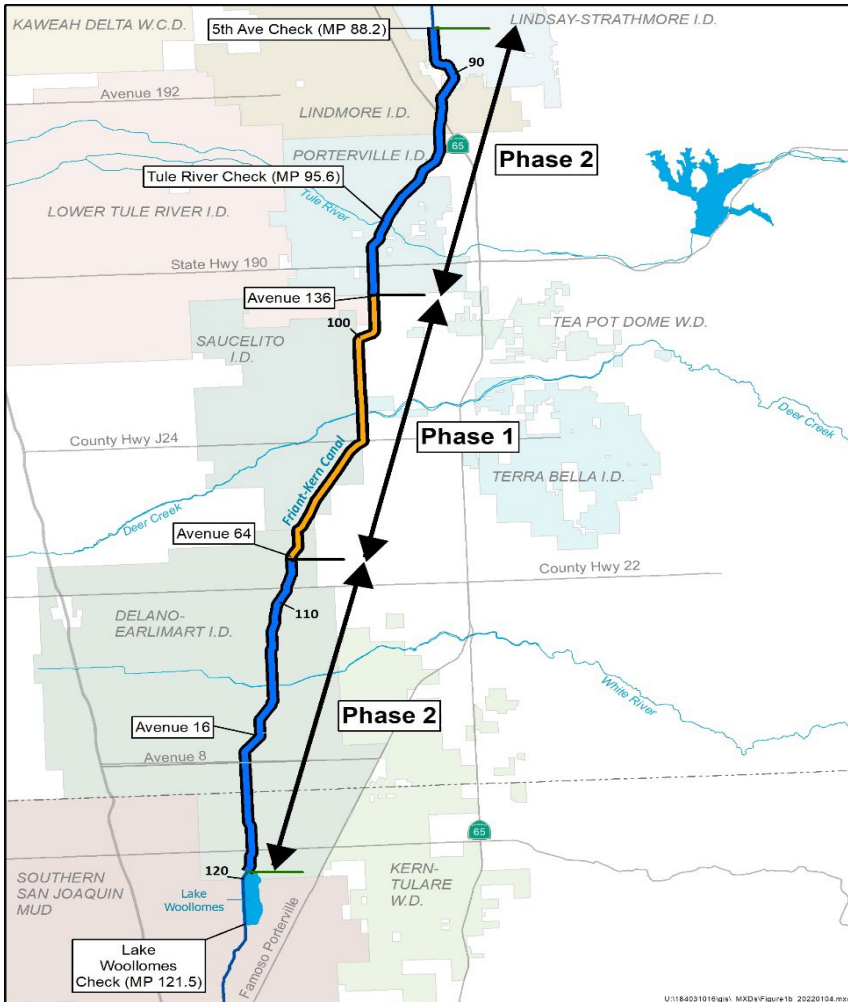 KAWEAH DELTA W.C.D.
5th Ave Check (MP 88.2)
LINDSAY-STRATHMORE I.D.
90
Avenue 192
LINDMORE I.D.
65
PORTERVILLE I.D.
Phase 2
Tule River Check (MP 95.6)
LOWER TULE RIVER I.D.
Tule River
State Hwy 190
Avenue 136
100
TEA POT DOME W.D.
SAUCELITO
I.D.
Deer Creek
County Hwy J24
Phase 1
TERRA BELLA I.D.
Friant-Kern Canal
Deer Creek
Avenue 64
County Hwy 22
110
DELANO-
EARLIMART I.D.
White River
Phase 2
Avenue 16
Avenue 8
65
120
SOUTHERN
SAN JOAQUIN
MUD
Lake
Woollomes
KERN-
TULARE
W.D.
Lake
Woollomes
Check (MP 121.5)
Famoso Porterville